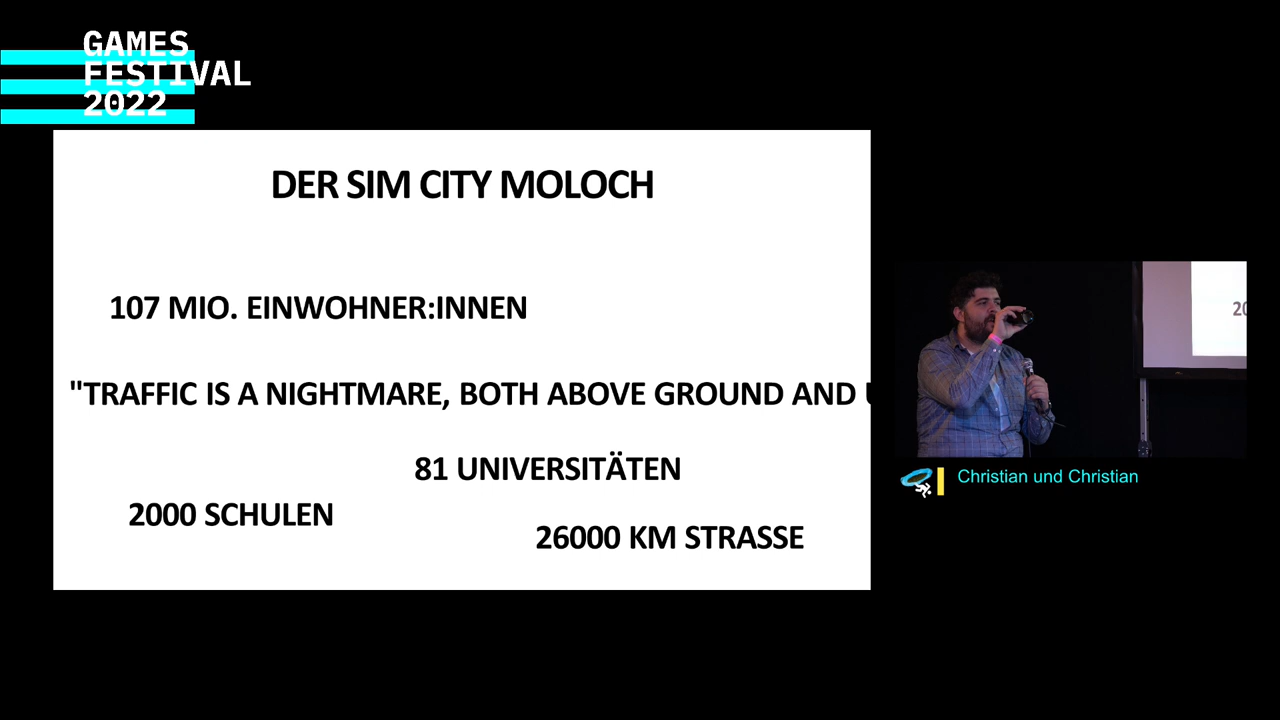 GAMES
FESTIVAL
2022
DER SIM CITY MOLOCH
107 MIO. EINWOHNER:INNEN
"TRAFFIC IS A NIGHTMARE, BOTH ABOVE GROUND AND
81 UNIVERSITÄTEN
2000 SCHULEN
26000 KM STRASSE
20
Christian und Christian